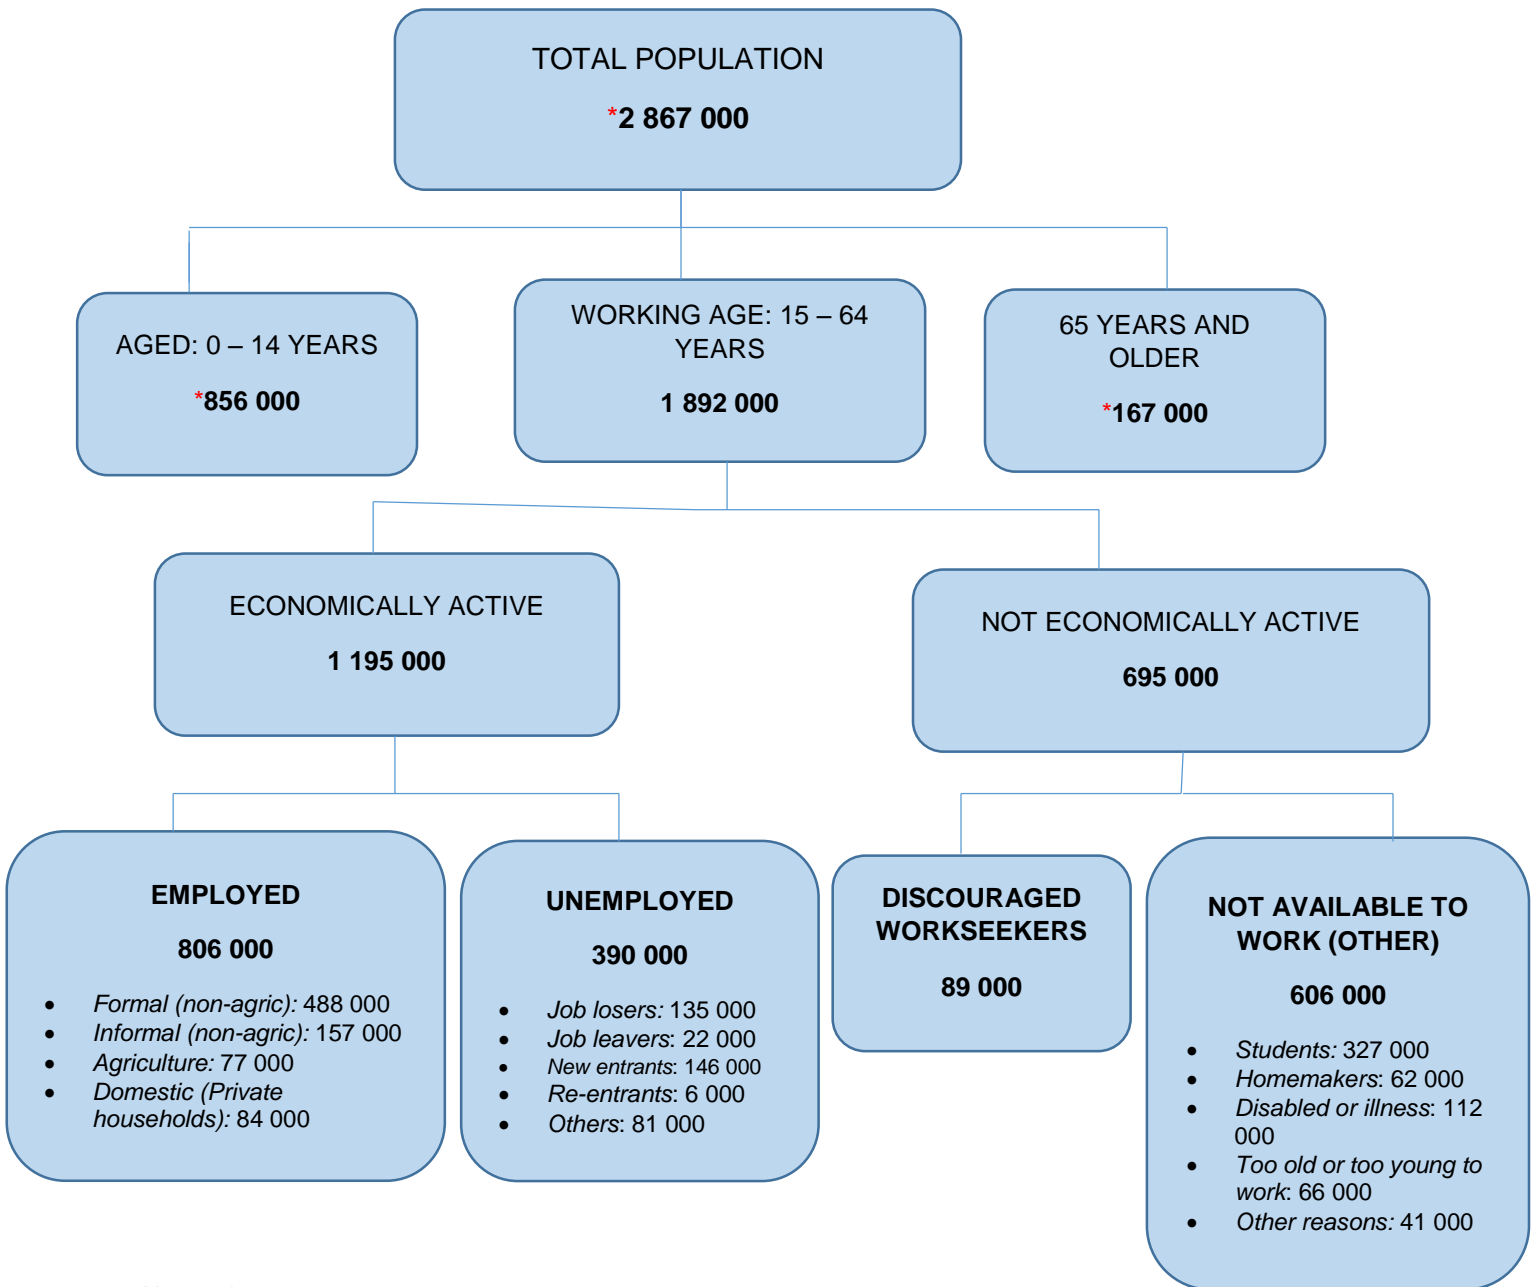 TOTAL POPULATION
*2 867 000
AGED: 0 – 14 YEARS
*856 000
WORKING AGE: 15 – 64
YEARS
1 892 000
65 YEARS AND
OLDER
*167 000
ECONOMICALLY ACTIVE
1 195 000
NOT ECONOMICALLY ACTIVE
695 000
EMPLOYED
806 000
• Formal (non-agric): 488 000
• Informal (non-agric): 157 000
• Agriculture: 77 000
• Domestic (Private
households): 84 000
UNEMPLOYED
390 000
• Job losers: 135 000
• Job leavers: 22 000
• New entrants: 146 000
• Re-entrants: 6 000
• Others: 81 000
DISCOURAGED
WORKSEEKERS
89 000
NOT AVAILABLE TO
WORK (OTHER)
606 000
• Students: 327 000
• Homemakers: 62 000
• Disabled or illness: 112
000
• Too old or too young to
work: 66 000
• Other reasons: 41 000